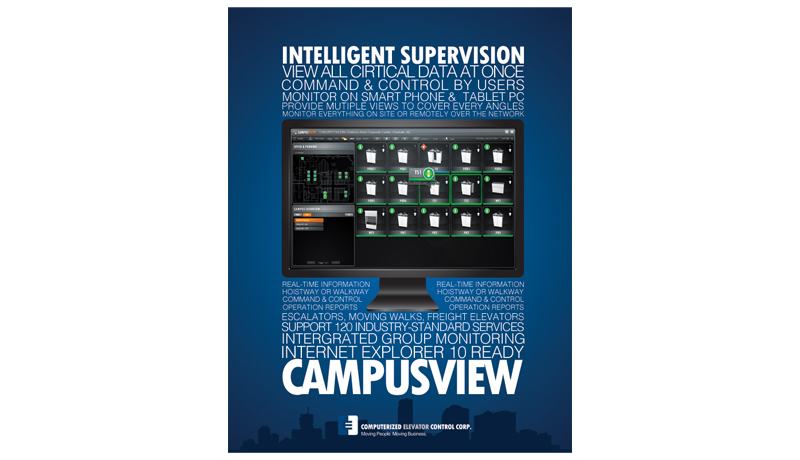 INTELLIGENT SUPERVISION
VIEW ALL CIRTICAL DATA AT ONCE
COMMAND & CONTROL BY USERS
MONITOR ON SMART PHONE & TABLET PC
PROVIDE MUTIPLE VIEWS TO COVER EVERY ANGLES
MONITOR EVERYTHING ON SITE OR REMOTELY OVER THE NETWORK
REAL-TIME INFORMATION
HOISTWAY OR WALKWAY
COMMAND & CONTROL
OPERATION REPORTS
REAL-TIME INFORMATION
HOISTWAY OR WALKWAY
COMMAND & CONTROL
OPERATION REPORTS
ESCALATORS, MOVING WALKS, FREIGHT ELEVATORS
SUPPORT 120 INDUSTRY-STANDARD SERVICES
INTERGRATED GROUP MONITORING
INTERNET EXPLORER 10 READY
CAMPUSVIEW
COMPUTERIZED ELEVATOR CONTROL CORP.
Moving People. Moving Business.